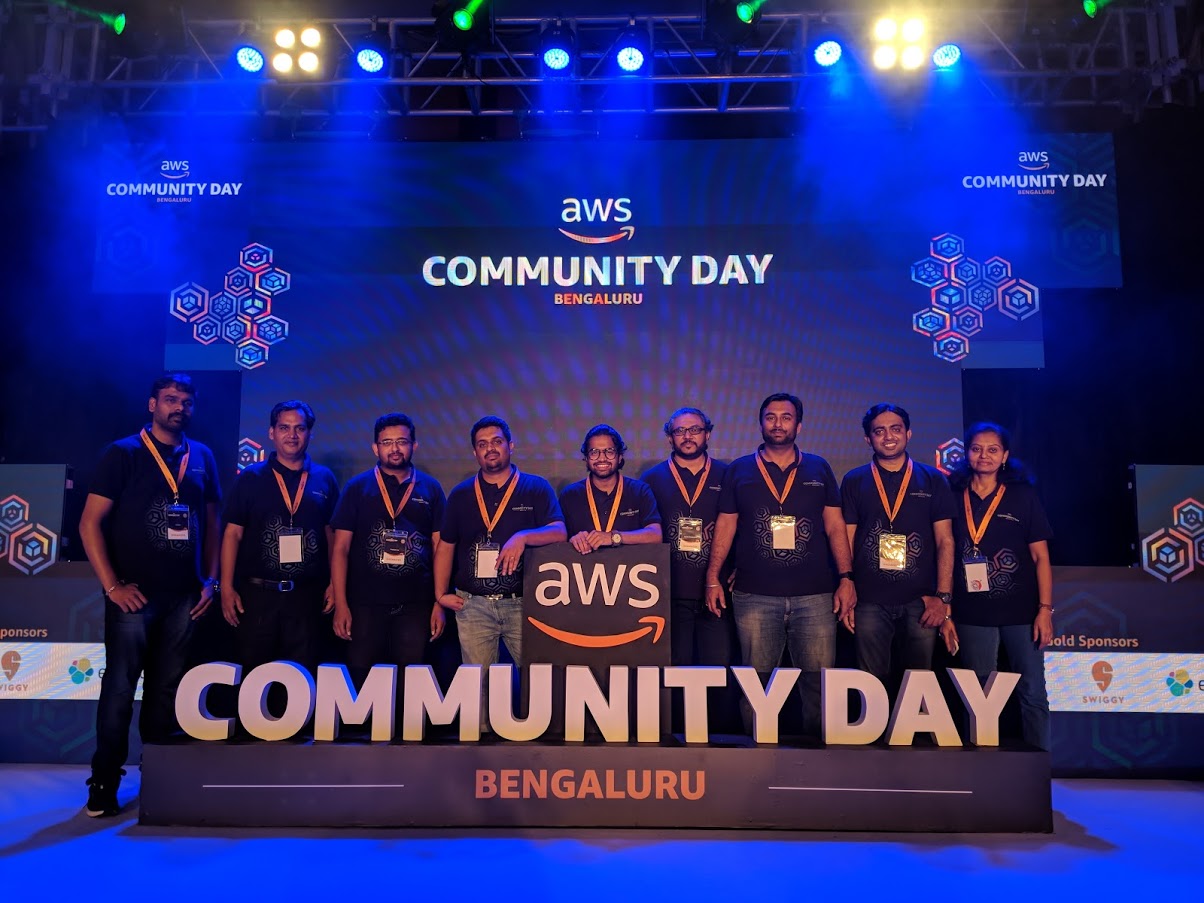 aws
COMMUNITY DAY
BENGALURU
aws
COMMUNITY DAY
BENGALURU
aws
COMMUNITY DAY
BENGALURU
Sponsors
SWIGGY
Gold Sponsors
SWIGGY
aws
COMMUNITY DAY
BENGALURU